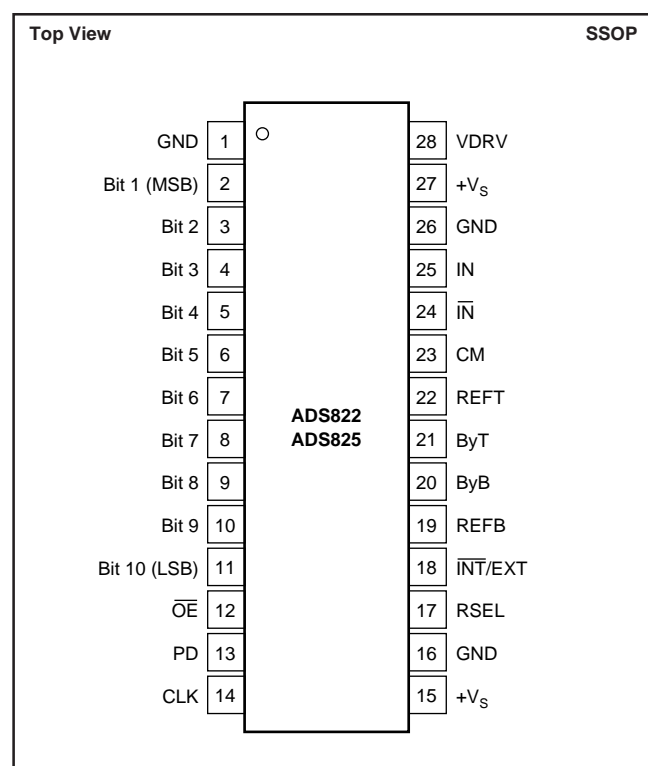 Top View SSOP
GND 1 28 VDRV
Bit 1 (MSB) 2 27 +VS
Bit 2 3 26 GND
Bit 3 4 25 IN
Bit 4 5 24 I̅N̅
Bit 5 6 23 CM
Bit 6 7 22 REFT
ADS822
Bit 7 8 21 ByT
ADS825
Bit 8 9 20 ByB
Bit 9 10 19 REFB
Bit 10 (LSB) 11 18 I̅N̅T̅/EXT
O̅E̅ 12 17 RSEL
PD 13 16 GND
CLK 14 15 +VS